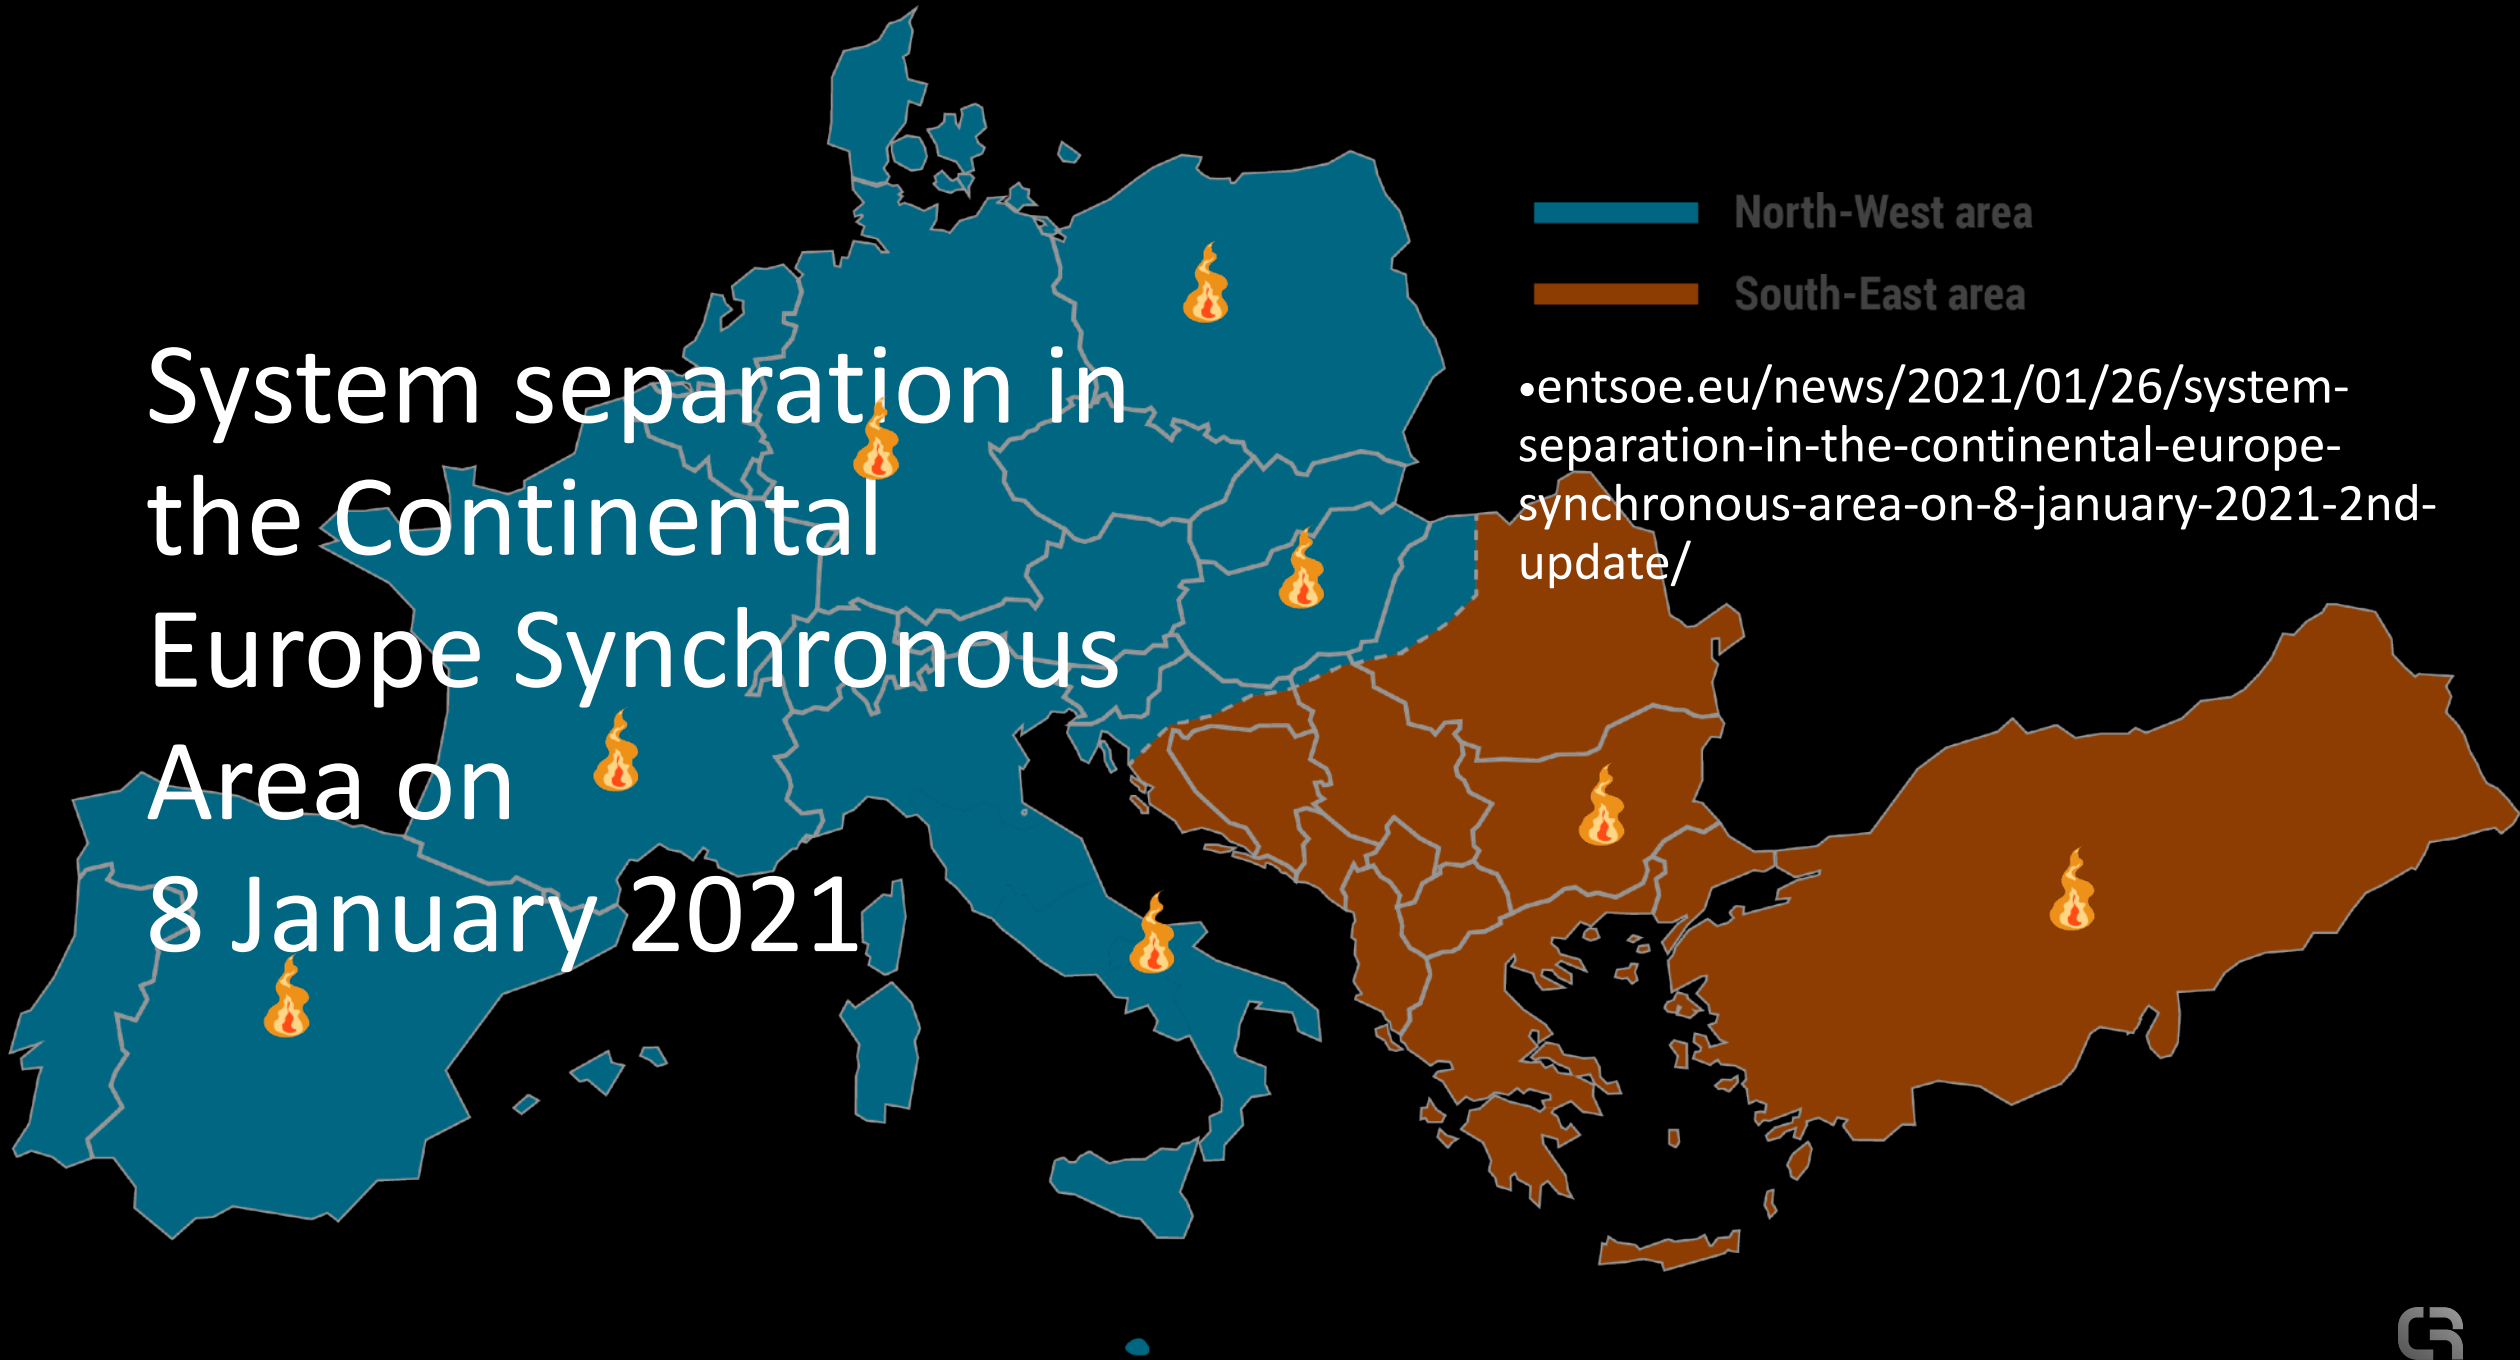 North-West area
South-East area
System separation in
the Continental
Europe Synchronous
Area on
8 January 2021
•entsoe.eu/news/2021/01/26/system-
separation-in-the-continental-europe-
synchronous-area-on-8-january-2021-2nd-
update/